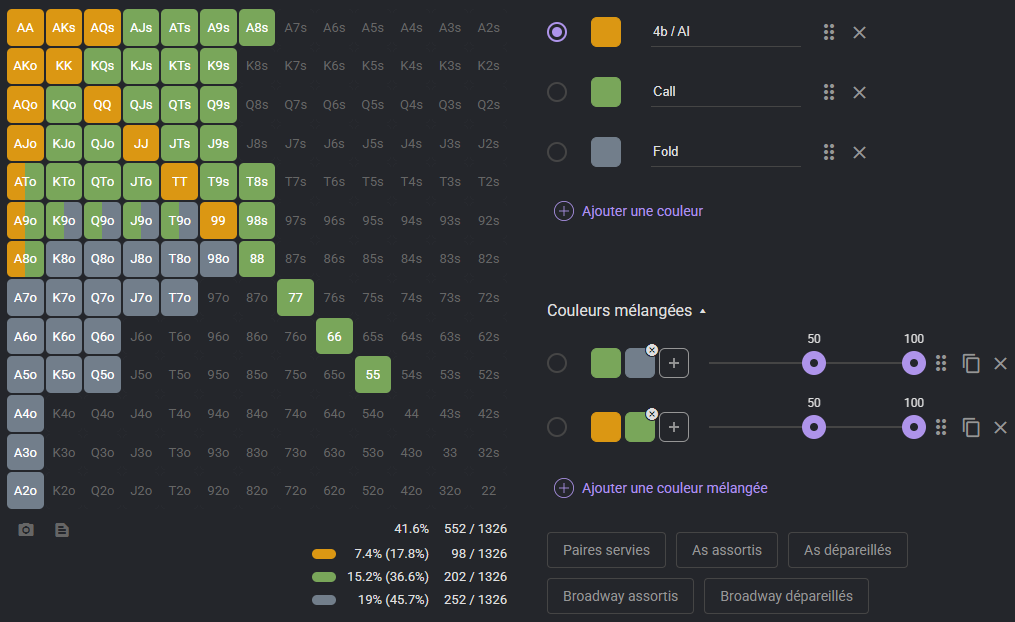 AA AKs AQs AJs ATs A9s A8s A7s A6s A5s A4s A3s A2s
AKo KK KQs KJs KTs K9s K8s K7s K6s K5s K4s K3s K2s
AQo KQo QQ QJs QTs Q9s Q8s Q7s Q6s Q5s Q4s Q3s Q2s
AJo KJo QJo JJ JTs J9s J8s J7s J6s J5s J4s J3s J2s
ATo KTo QTo JTo TT T9s T8s T7s T6s T5s T4s T3s T2s
A9o K9o Q9o J9o T9o 99 98s 97s 96s 95s 94s 93s 92s
A8o K8o Q8o J8o T8o 98o 88 87s 86s 85s 84s 83s 82s
A7o K7o Q7o J7o T7o 97o 87o 77 76s 75s 74s 73s 72s
A6o K6o Q6o J6o T6o 96o 86o 76o 66 65s 64s 63s 62s
A5o K5o Q5o J5o T5o 95o 85o 75o 65o 55 54s 53s 52s
A4o K4o Q4o J4o T4o 94o 84o 74o 64o 54o 44 43s 42s
A3o K3o Q3o J3o T3o 93o 83o 73o 63o 53o 43o 33 32s
A2o K2o Q2o J2o T2o 92o 82o 72o 62o 52o 42o 32o 22
41.6% 552 / 1326
7.4% (17.8%) 98 / 1326
15.2% (36.6%) 202 / 1326
19% (45.7%) 252 / 1326
4b / AI
Call
Fold
Ajouter une couleur
Couleurs mélangées
50 100
50 100
Ajouter une couleur mélangée
Paires servies As assortis As dépareillés
Broadway assortis Broadway dépareillés